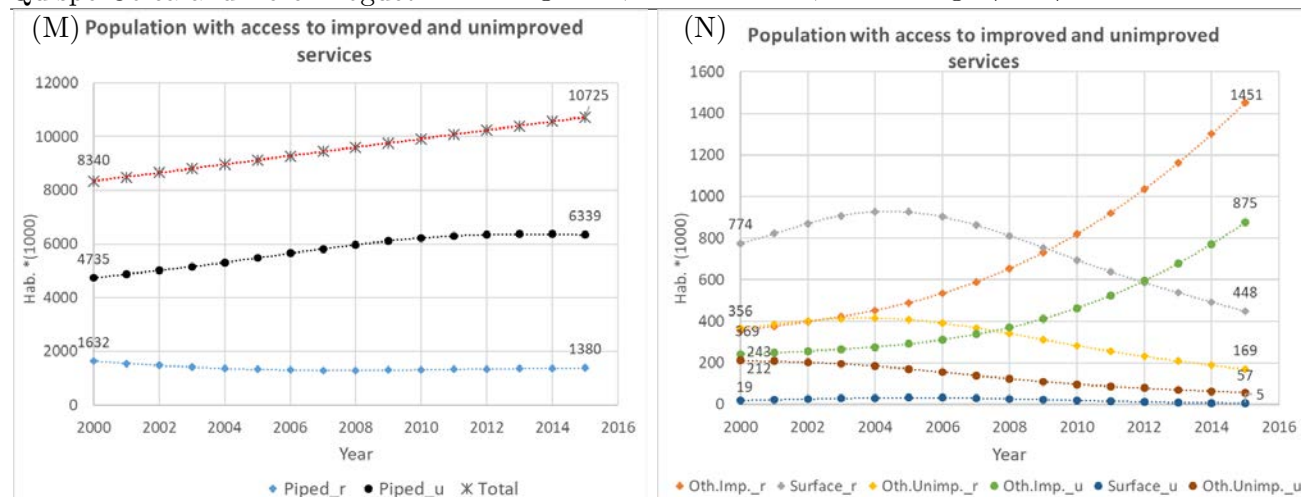 (M) Population with access to improved and unimproved
services
12000
10000
8000
6000
4000
2000
0
Hab. *(1000)
8340
10725
4735
6339
1632
1380
2000 2002 2004 2006 2008 2010 2012 2014 2016
Year
Piped_r Piped_u Total
(N) Population with access to improved and unimproved
services
1600
1400
1200
1000
800
600
400
200
0
Hab. *(1000)
1451
875
774
448
356
369
243
212
169
57
19
5
2000 2002 2004 2006 2008 2010 2012 2014 2016
Year
Oth.Imp._r Surface_r Oth.Unimp._r Oth.Imp._u Surface_u Oth.Unimp._u